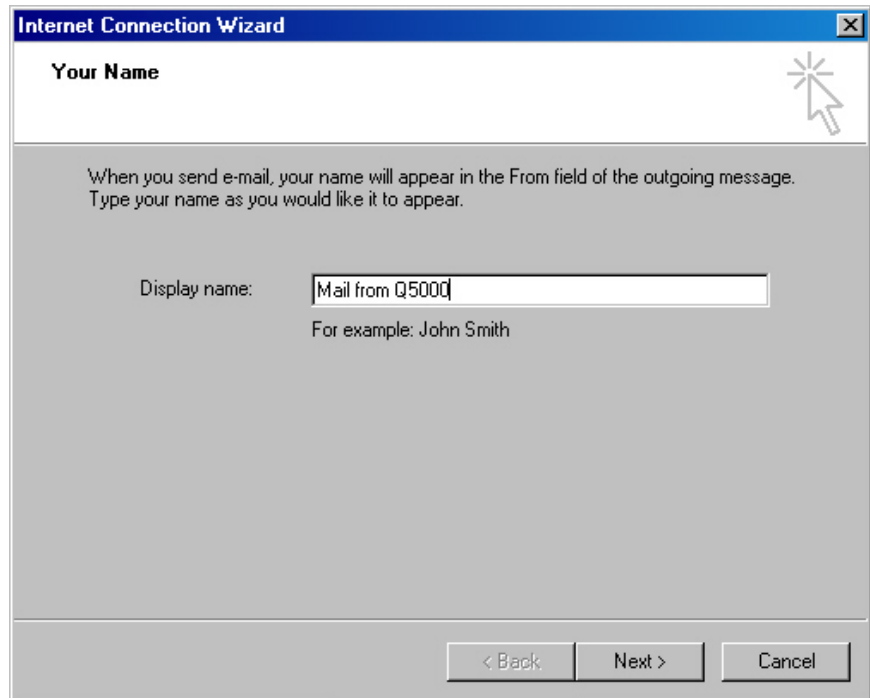 Internet Connection Wizard
Your Name
When you send e-mail, your name will appear in the From field of the outgoing message.
Type your name as you would like it to appear.
Display name: Mail from Q5000
For example: John Smith
< Back Next > Cancel